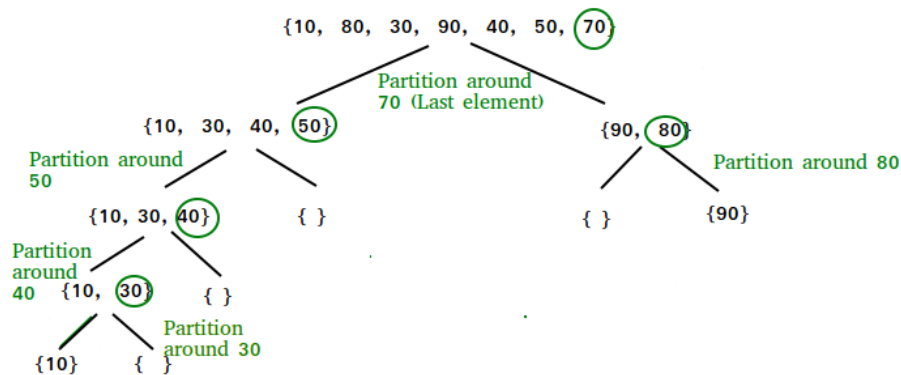 {10, 80, 30, 90, 40, 50, 70}
Partition around
70 (Last element)
{10, 30, 40, 50}
{90, 80}
Partition around
50
Partition around 80
{10, 30, 40}
{ }
{ }
{90}
Partition
around
40
{10, 30}
{ }
Partition
around 30
{10}
{ }